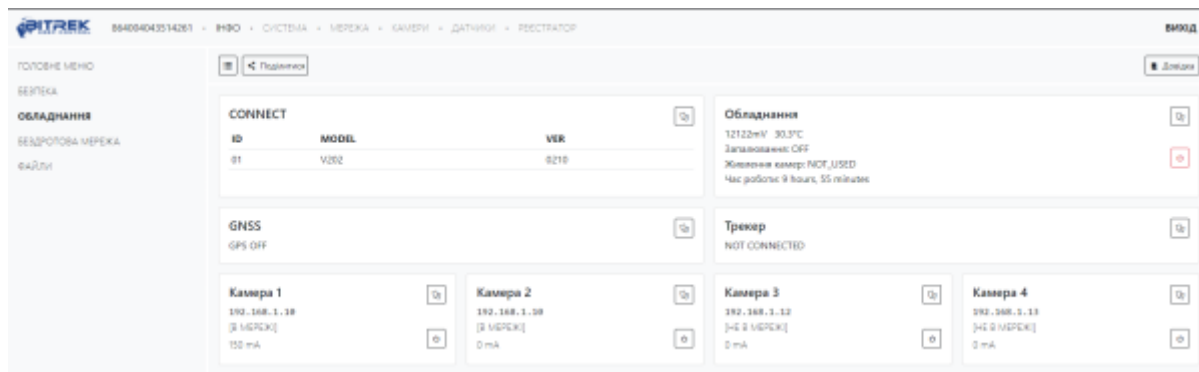 BITREK
864004043514261 • ІНФО • СИСТЕМА • МЕРЕЖА • КАМЕРИ • ДАТЧИКИ • РЕЄСТРАТОР
ВИХІД
ГОЛОВНЕ МЕНЮ
БЕЗПЕКА
ОБЛАДНАННЯ
БЕЗДРОТОВА МЕРЕЖА
ФАЙЛИ
Поділитися
Довідка
CONNECT
ID MODEL VER
01 V202 0210
Обладнання
12122mV 30.3°C
Запалювання: OFF
Живлення камер: NOT_USED
Час роботи: 9 hours, 55 minutes
GNSS
GPS OFF
Трекер
NOT CONNECTED
Камера 1
192.168.1.10
[В МЕРЕЖІ]
150 mA
Камера 2
192.168.1.10
[В МЕРЕЖІ]
0 mA
Камера 3
192.168.1.12
[НЕ В МЕРЕЖІ]
0 mA
Камера 4
192.168.1.13
[НЕ В МЕРЕЖІ]
0 mA